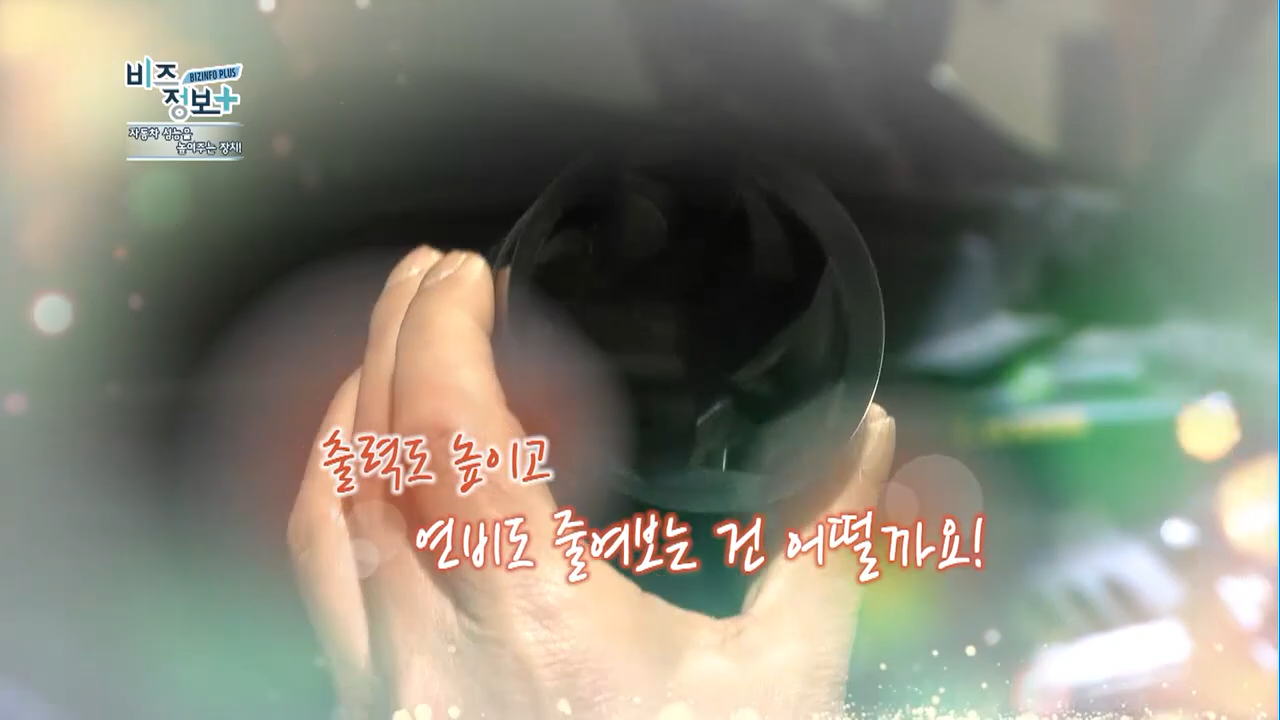 비즈
BIZINFO PLUS
정보+
자동차 성능을
높여주는 장치!
출력도 높이고
연비도 줄여보는 건 어떨까요!